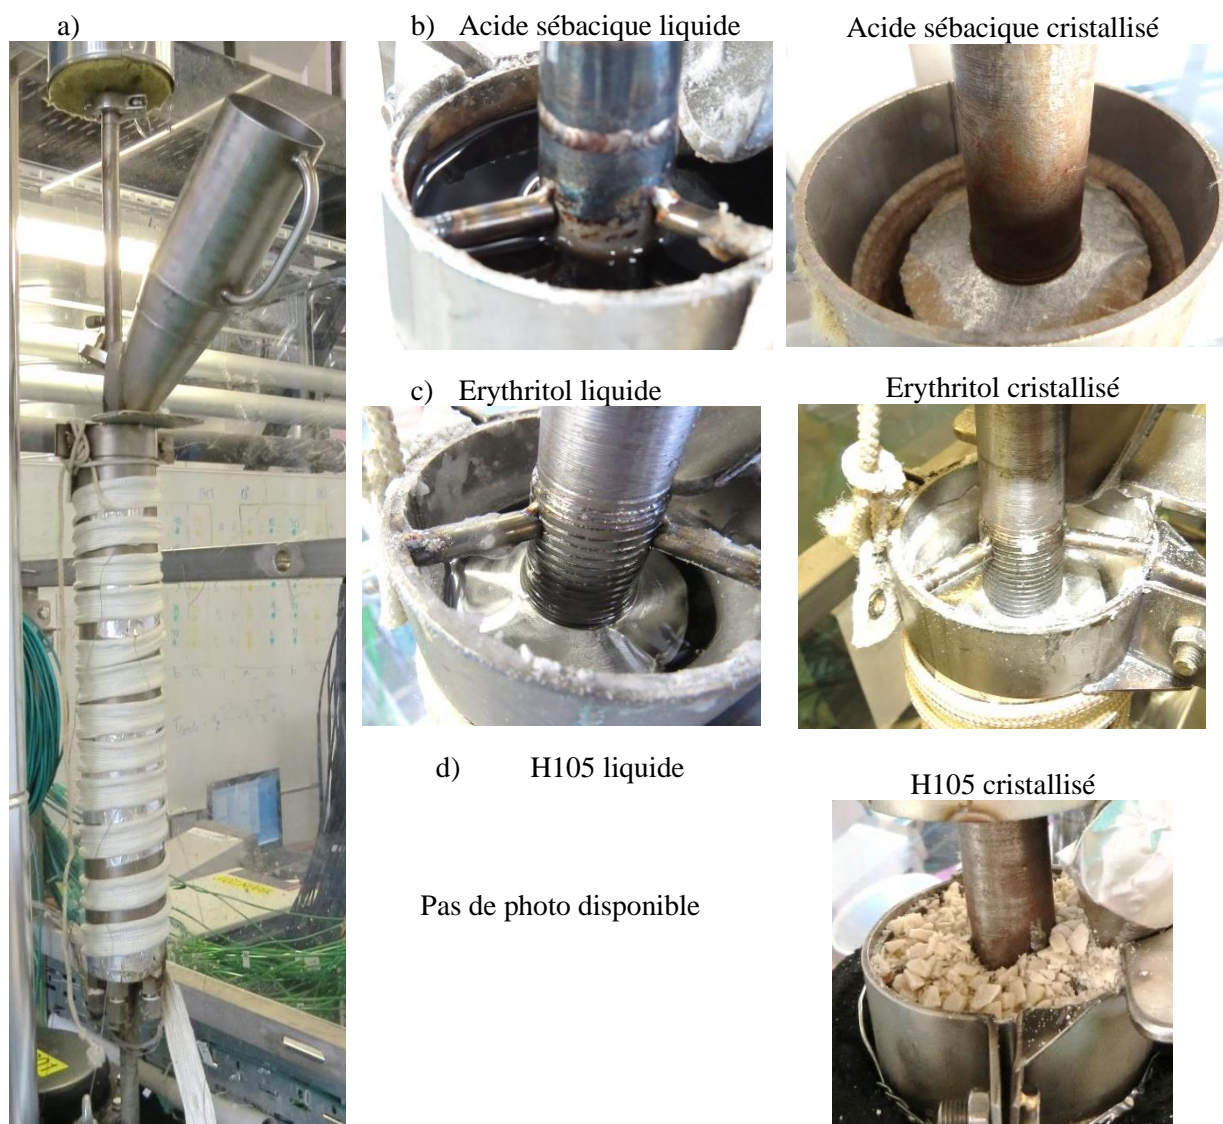 a)
b) Acide sébacique liquide
Acide sébacique cristallisé
c) Erythritol liquide
Erythritol cristallisé
d) H105 liquide
H105 cristallisé
Pas de photo disponible